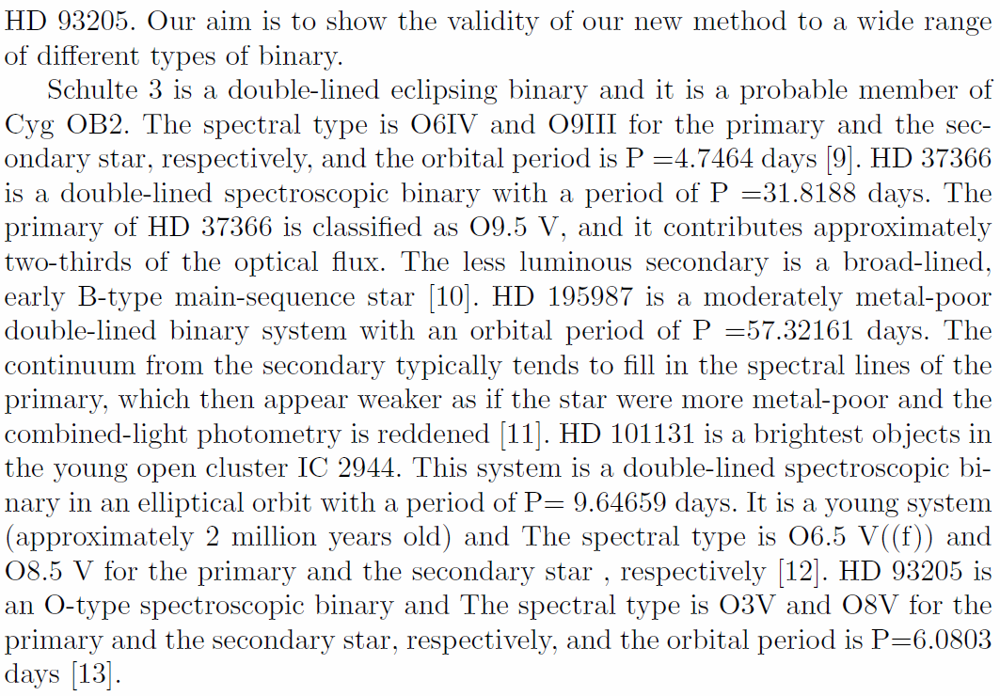 HD 93205. Our aim is to show the validity of our new method to a wide range
of different types of binary.
Schulte 3 is a double-lined eclipsing binary and it is a probable member of
Cyg OB2. The spectral type is O6IV and O9III for the primary and the sec-
ondary star, respectively, and the orbital period is P =4.7464 days [9]. HD 37366
is a double-lined spectroscopic binary with a period of P =31.8188 days. The
primary of HD 37366 is classified as O9.5 V, and it contributes approximately
two-thirds of the optical flux. The less luminous secondary is a broad-lined,
early B-type main-sequence star [10]. HD 195987 is a moderately metal-poor
double-lined binary system with an orbital period of P =57.32161 days. The
continuum from the secondary typically tends to fill in the spectral lines of the
primary, which then appear weaker as if the star were more metal-poor and the
combined-light photometry is reddened [11]. HD 101131 is a brightest objects in
the young open cluster IC 2944. This system is a double-lined spectroscopic bi-
nary in an elliptical orbit with a period of P= 9.64659 days. It is a young system
(approximately 2 million years old) and The spectral type is O6.5 V((f)) and
O8.5 V for the primary and the secondary star , respectively [12]. HD 93205 is
an O-type spectroscopic binary and The spectral type is O3V and O8V for the
primary and the secondary star, respectively, and the orbital period is P=6.0803
days [13].